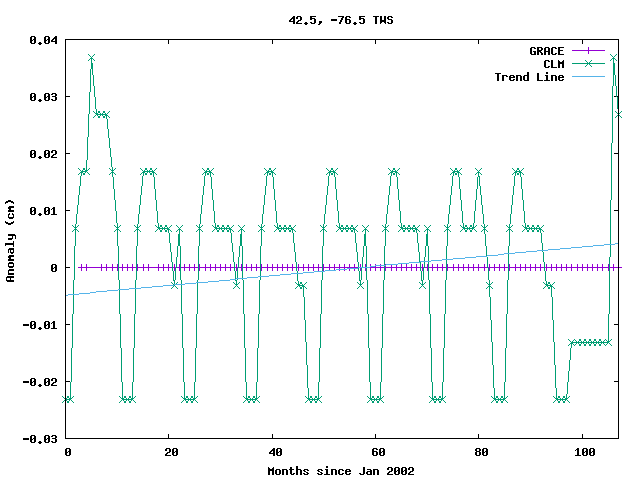 42.5, -76.5 TWS
GRACE
CLM
Trend Line
0.04
0.03
0.02
0.01
0
-0.01
-0.02
-0.03
Anomaly (cm)
0 20 40 60 80 100
Months since Jan 2002